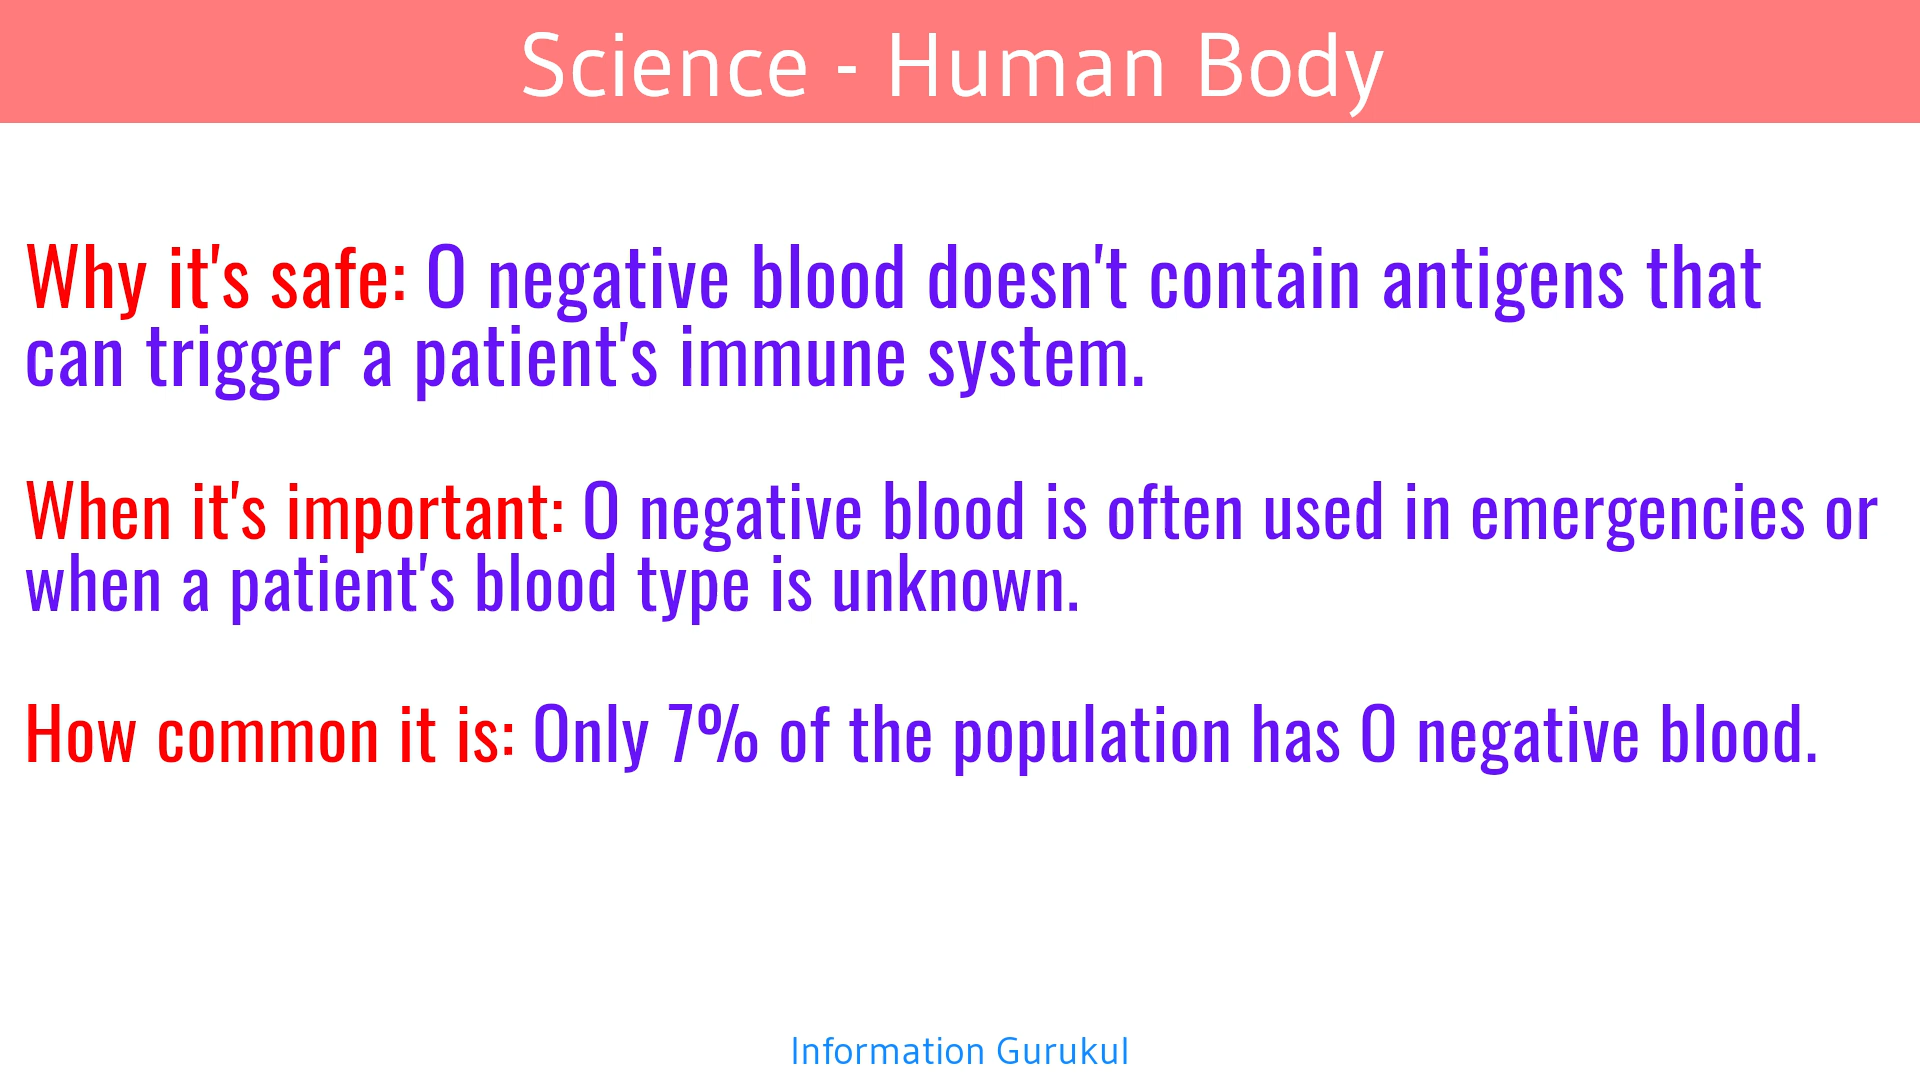 Science - Human Body
Why it's safe: O negative blood doesn't contain antigens that
can trigger a patient's immune system.
When it's important: O negative blood is often used in emergencies or
when a patient's blood type is unknown.
How common it is: Only 7% of the population has O negative blood.
Information Gurukul